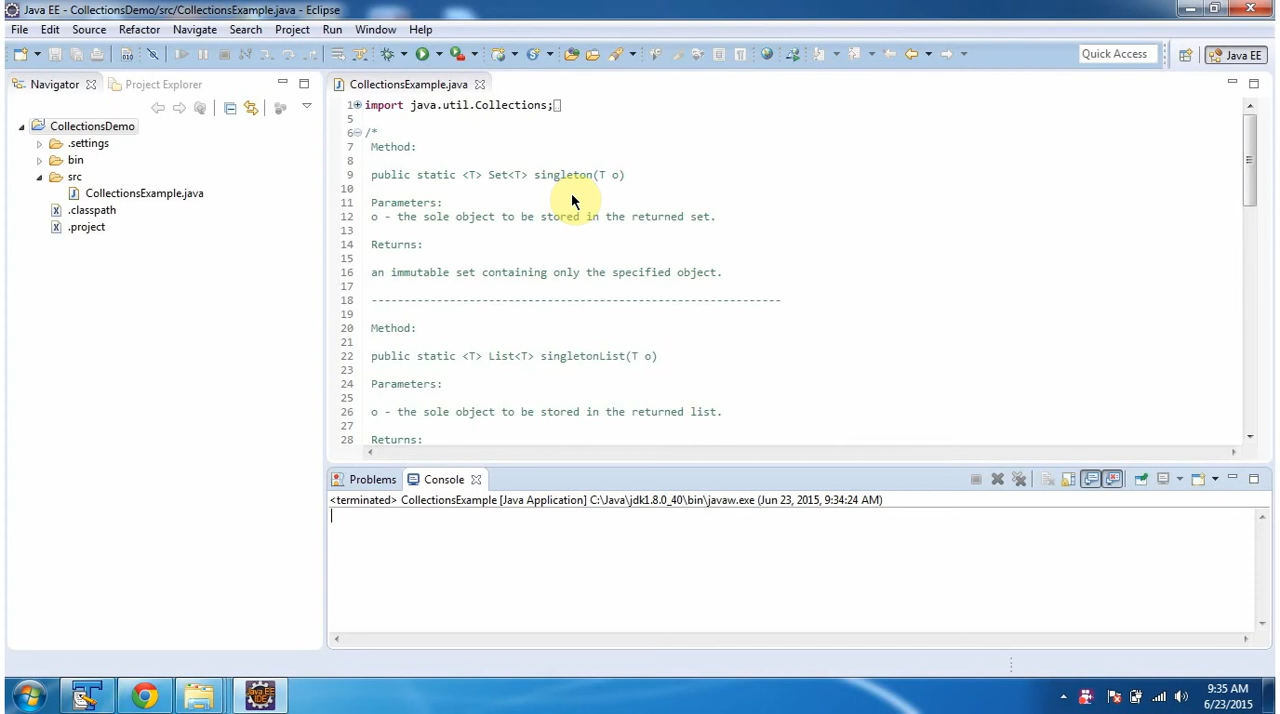 Java EE - CollectionsDemo/src/CollectionsExample.java - Eclipse
File Edit Source Refactor Navigate Search Project Run Window Help
Quick Access
Java EE
Navigator
Project Explorer
CollectionsExample.java
CollectionsDemo
.settings
bin
src
CollectionsExample.java
.classpath
.project
1 import java.util.Collections;
5
6 /*
7 Method:
8
9 public static <T> Set<T> singleton(T o)
10
11 Parameters:
12 o - the sole object to be stored in the returned set.
13
14 Returns:
15
16 an immutable set containing only the specified object.
17
18 ---------------------------------------------------------------
19
20 Method:
21
22 public static <T> List<T> singletonList(T o)
23
24 Parameters:
25
26 o - the sole object to be stored in the returned list.
27
28 Returns:
Problems
Console
<terminated> CollectionsExample [Java Application] C:\Java\jdk1.8.0_40\bin\javaw.exe (Jun 23, 2015, 9:34:24 AM)
Java EE
IDE
9:35 AM
6/23/2015